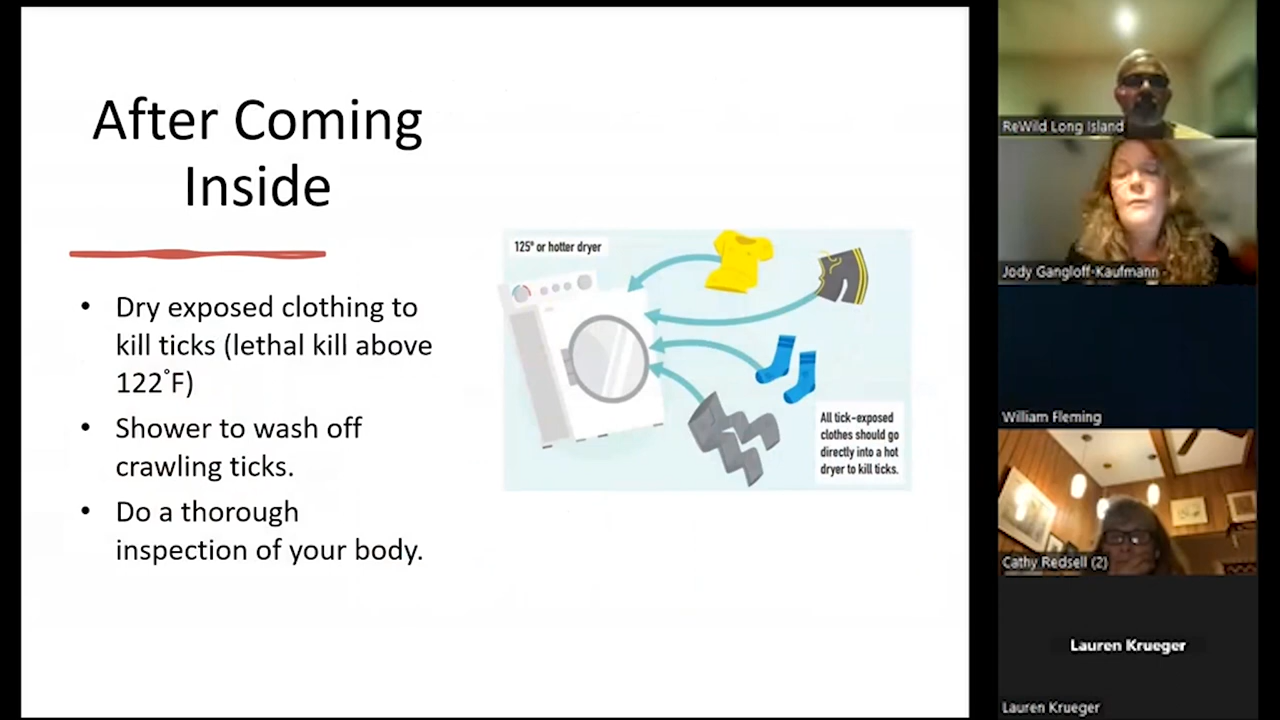 After Coming
Inside
• Dry exposed clothing to
kill ticks (lethal kill above
122˚F)
• Shower to wash off
crawling ticks.
• Do a thorough
inspection of your body.
125° or hotter dryer
All tick-exposed
clothes should go
directly into a hot
dryer to kill ticks.
ReWild Long Island
Jody Gangloff-Kaufmann
William Fleming
Cathy Redsell (2)
Lauren Krueger
Lauren Krueger